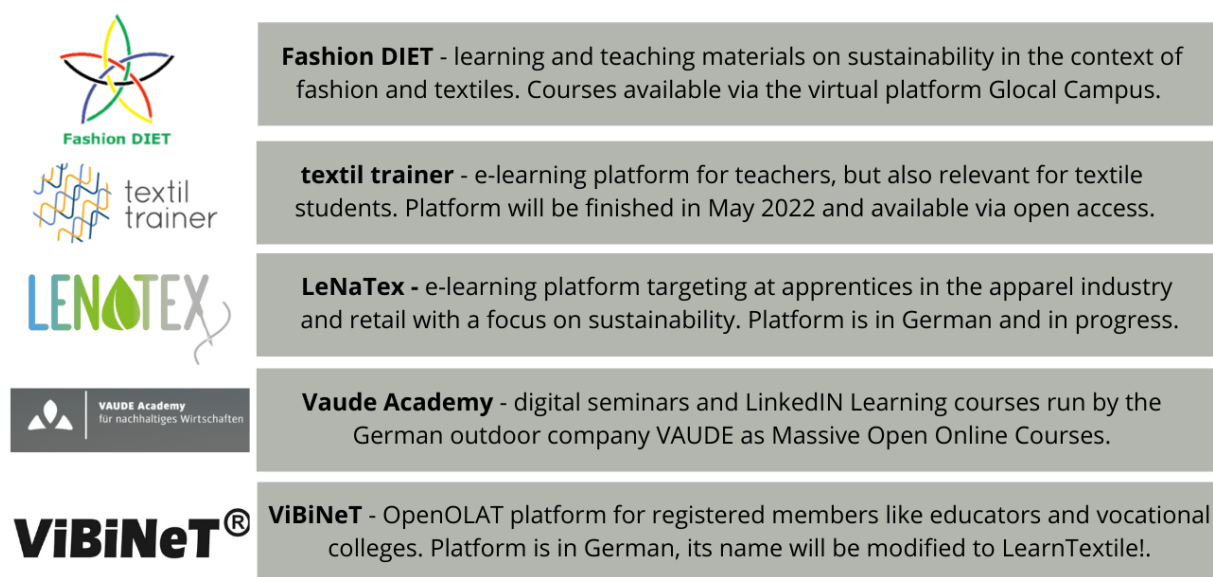 Fashion DIET
Fashion DIET - learning and teaching materials on sustainability in the context of
fashion and textiles. Courses available via the virtual platform Glocal Campus.
textil
trainer
textil trainer - e-learning platform for teachers, but also relevant for textile
students. Platform will be finished in May 2022 and available via open access.
LENATEX
LeNaTex - e-learning platform targeting at apprentices in the apparel industry
and retail with a focus on sustainability. Platform is in German and in progress.
VAUDE Academy
für nachhaltiges Wirtschaften
Vaude Academy - digital seminars and LinkedIN Learning courses run by the
German outdoor company VAUDE as Massive Open Online Courses.
ViBiNeT®
ViBiNeT - OpenOLAT platform for registered members like educators and vocational
colleges. Platform is in German, its name will be modified to LearnTextile!.